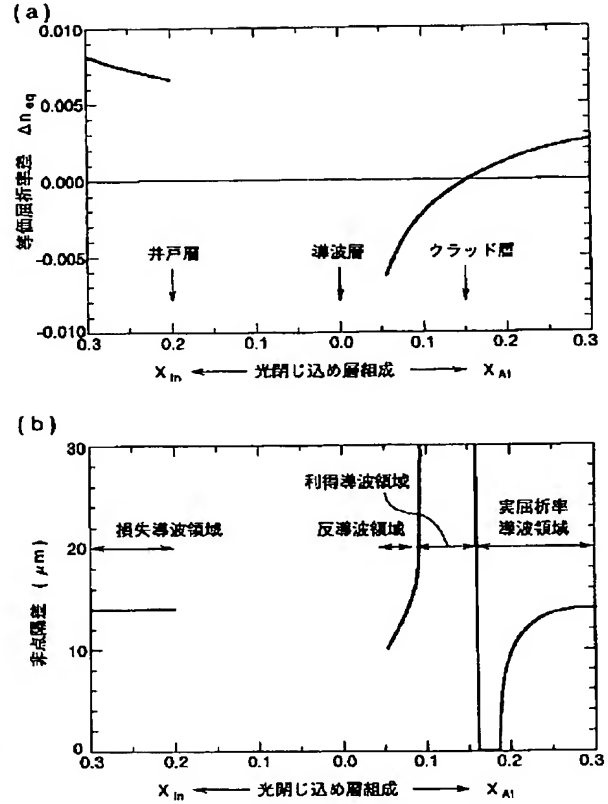 (a)
0.010
0.005
0.000
-0.005
-0.010
等価屈折率差 Δn eq
井戸層
導波層
クラッド層
0.3 0.2 0.1 0.0 0.1 0.2 0.3
X In ← 光閉じ込め層組成 → X Al
(b)
30
20
10
0
非点隔差 (μm)
利得導波領域
損失導波領域
反導波領域
実屈折率
導波領域
0.3 0.2 0.1 0.0 0.1 0.2 0.3
X In ← 光閉じ込め層組成 → X Al